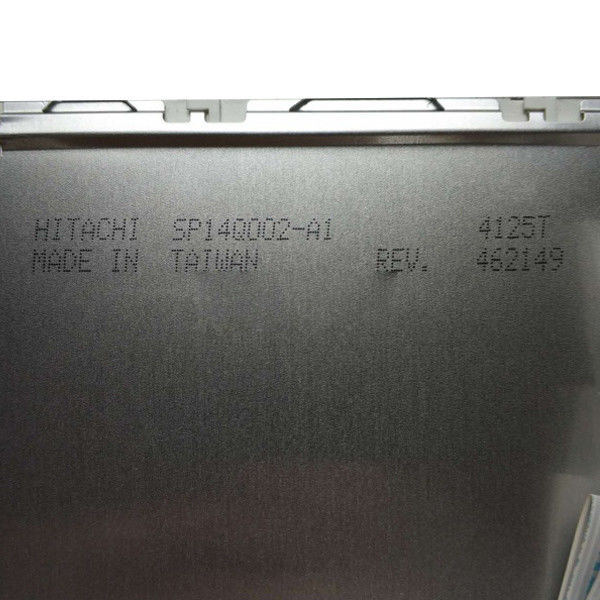 HITACHI SP14Q002-A1 4125T
MADE IN TAIWAN REV. 462149